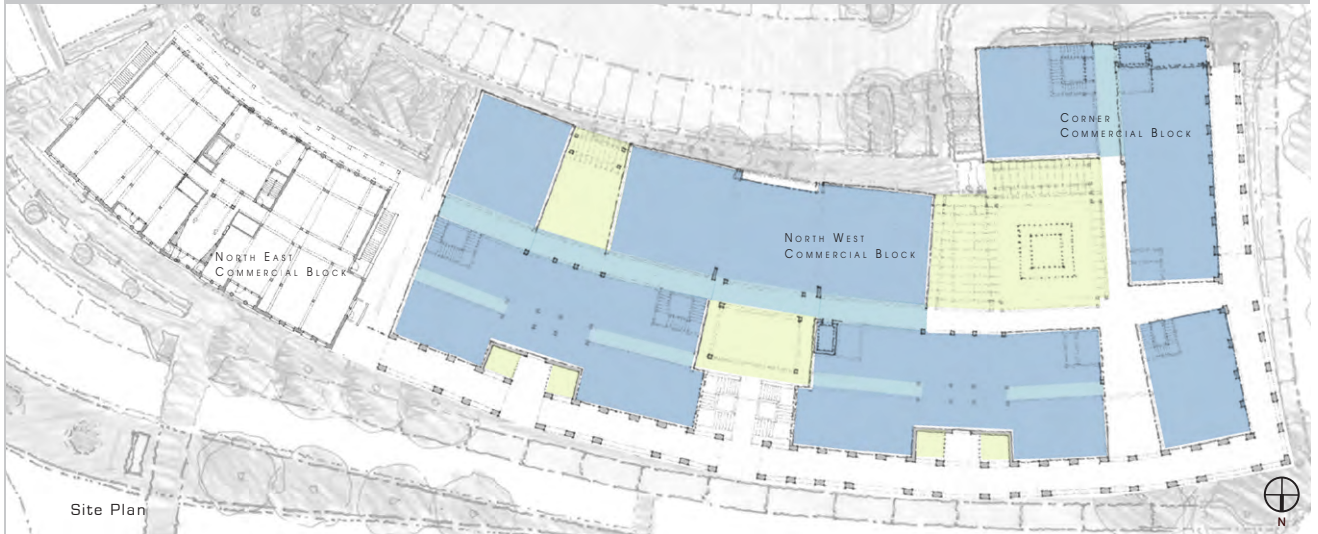 CORNER
COMMERCIAL BLOCK
NORTH WEST
COMMERCIAL BLOCK
NORTH EAST
COMMERCIAL BLOCK
Site Plan
N